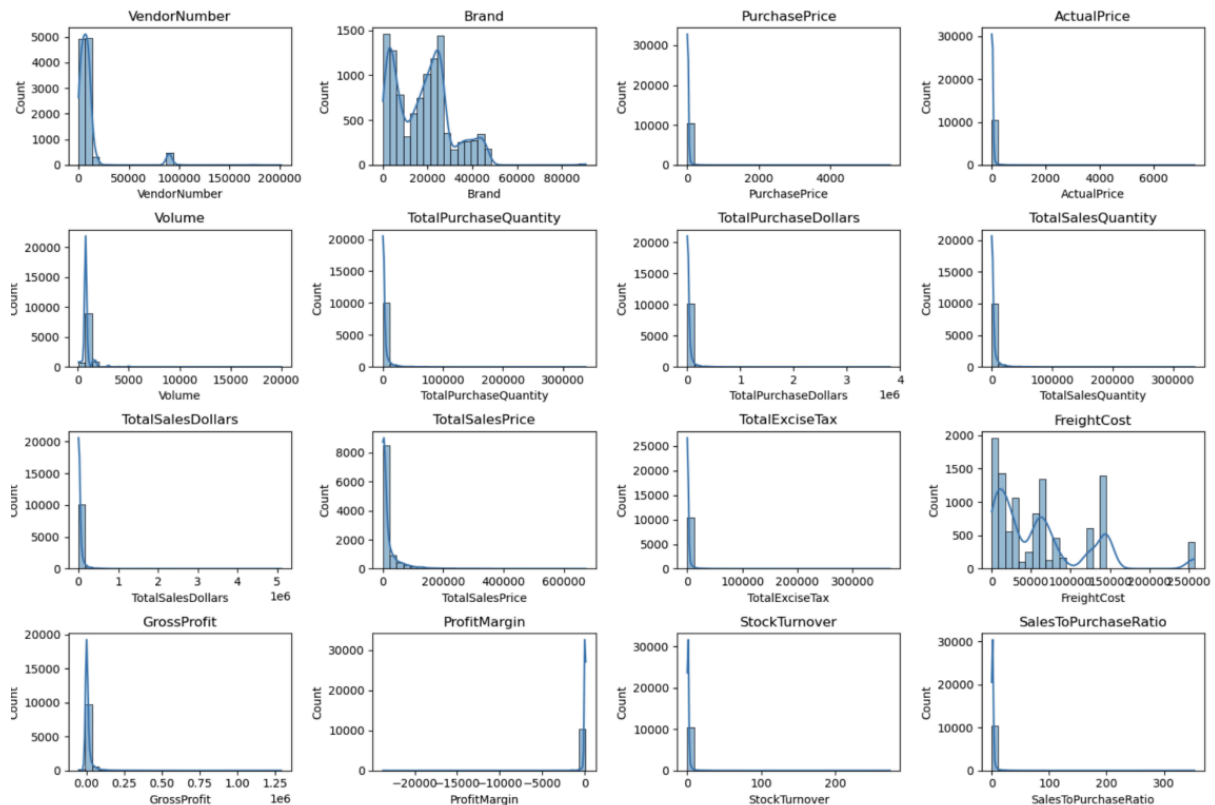 VendorNumber Brand PurchasePrice ActualPrice
5000
4000
3000
2000
1000
0
Count
0 50000 100000 150000 200000
VendorNumber
1500
1000
500
0
Count
0 20000 40000 60000 80000
Brand
30000
20000
10000
0
Count
0 2000 4000
PurchasePrice
30000
20000
10000
0
Count
0 2000 4000 6000
ActualPrice
Volume TotalPurchaseQuantity TotalPurchaseDollars TotalSalesQuantity
20000
15000
10000
5000
0
Count
0 5000 10000 15000 20000
Volume
20000
15000
10000
5000
0
Count
0 100000 200000 300000
TotalPurchaseQuantity
20000
15000
10000
5000
0
Count
0 1 2 3 4
1e6
TotalPurchaseDollars
20000
15000
10000
5000
0
Count
0 100000 200000 300000
TotalSalesQuantity
TotalSalesDollars TotalSalesPrice TotalExciseTax FreightCost
20000
15000
10000
5000
0
Count
0 1 2 3 4 5
1e6
TotalSalesDollars
8000
6000
4000
2000
0
Count
0 200000 400000 600000
TotalSalesPrice
25000
20000
15000
10000
5000
0
Count
0 100000 200000 300000
TotalExciseTax
2000
1500
1000
500
0
Count
0 50000 100000 150000 200000 250000
FreightCost
GrossProfit ProfitMargin StockTurnover SalesToPurchaseRatio
20000
15000
10000
5000
0
Count
0.00 0.25 0.50 0.75 1.00 1.25
1e6
GrossProfit
30000
20000
10000
0
Count
−20000 −15000 −10000 −5000 0
ProfitMargin
30000
20000
10000
0
Count
0 100 200
StockTurnover
30000
20000
10000
0
Count
0 100 200 300
SalesToPurchaseRatio